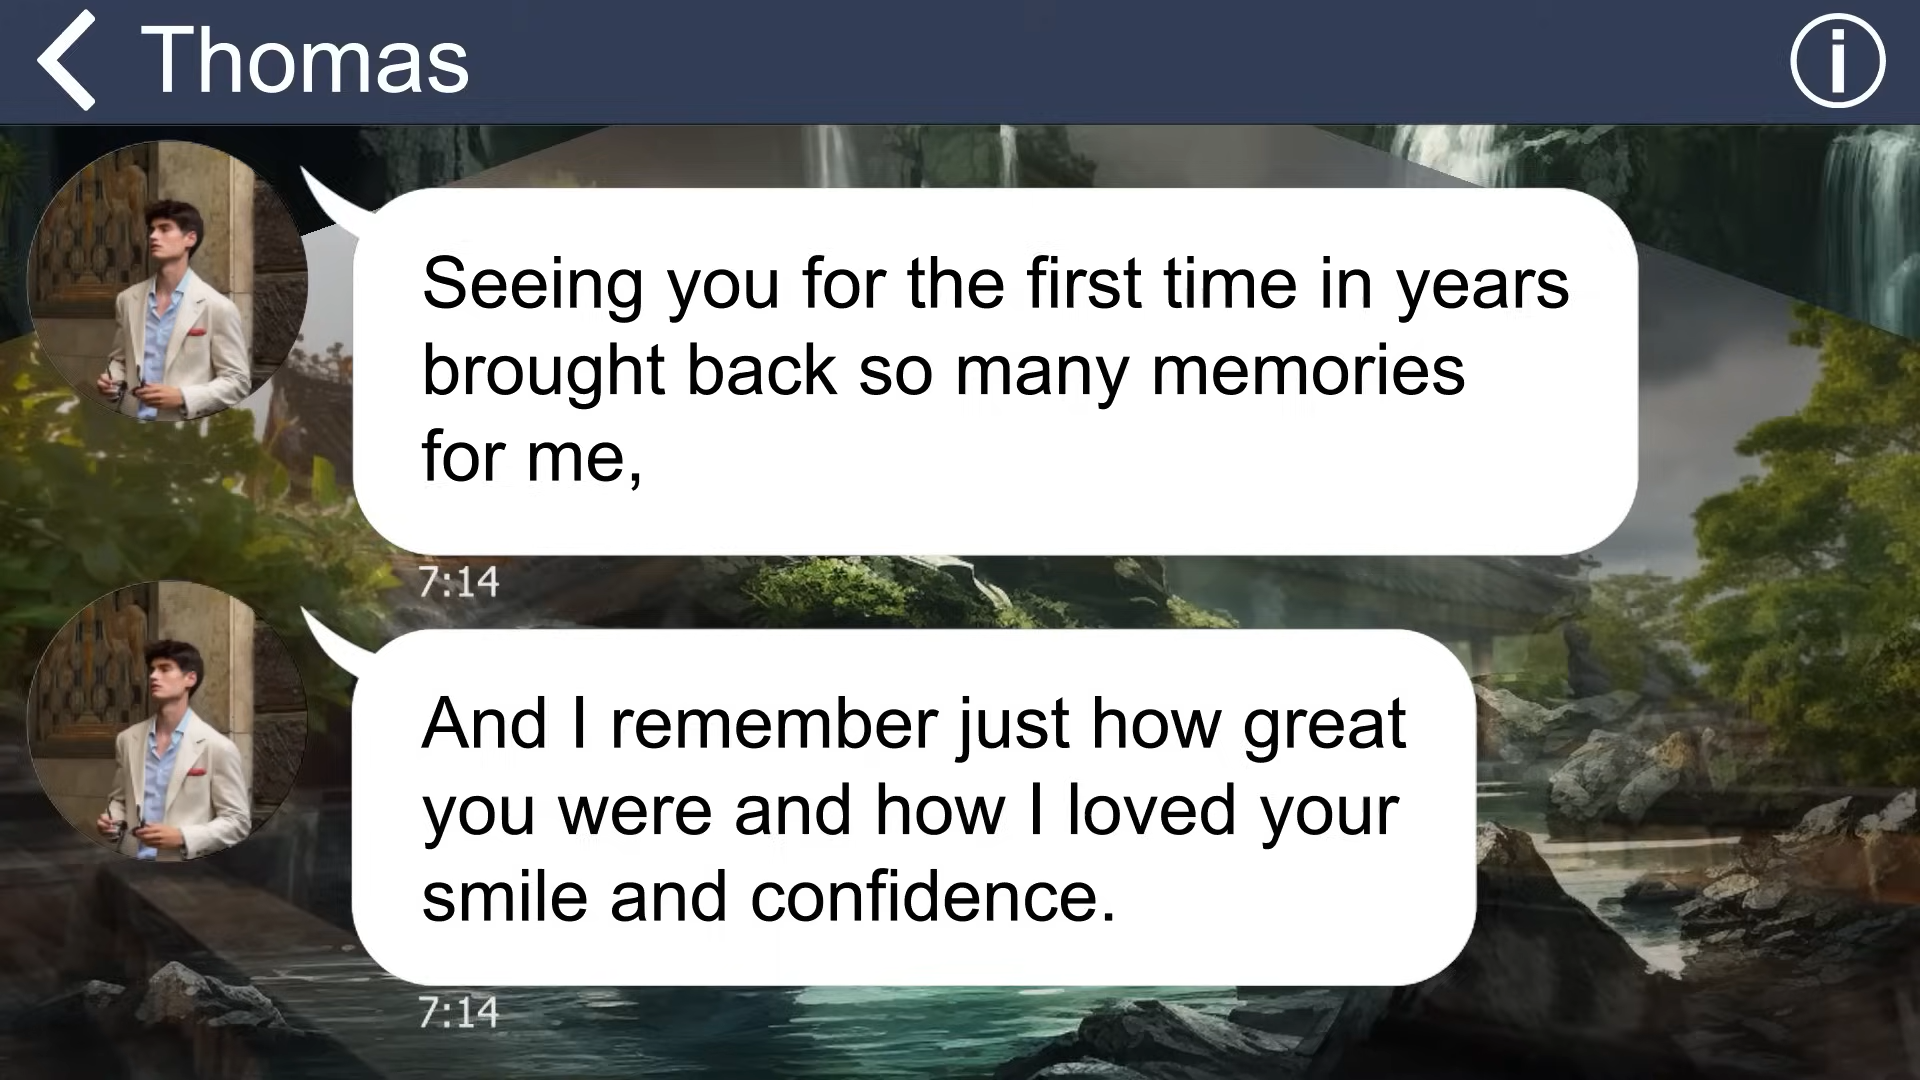 Thomas
Seeing you for the first time in years
brought back so many memories
for me,
7:14
And I remember just how great
you were and how I loved your
smile and confidence.
7:14